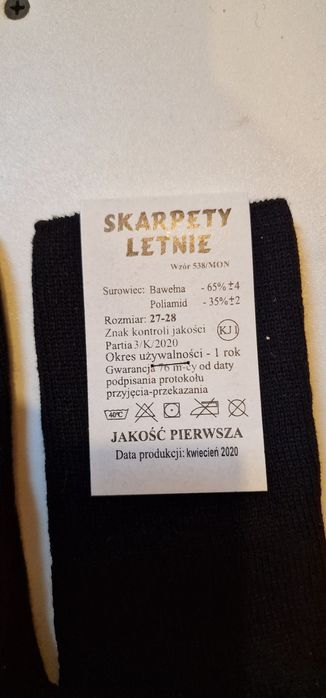 SKARPETY
LETNIE
Wzór 538/MON
Surowiec: Bawełna - 65%±4
Poliamid - 35%±2
Rozmiar: 27-28
Znak kontroli jakości KJ1
Partia 3/K/2020
Okres używalności - 1 rok
Gwarancja 76 m-cy od daty
podpisania protokołu
przyjęcia-przekazania
40°C
JAKOŚĆ PIERWSZA
Data produkcji: kwiecień 2020